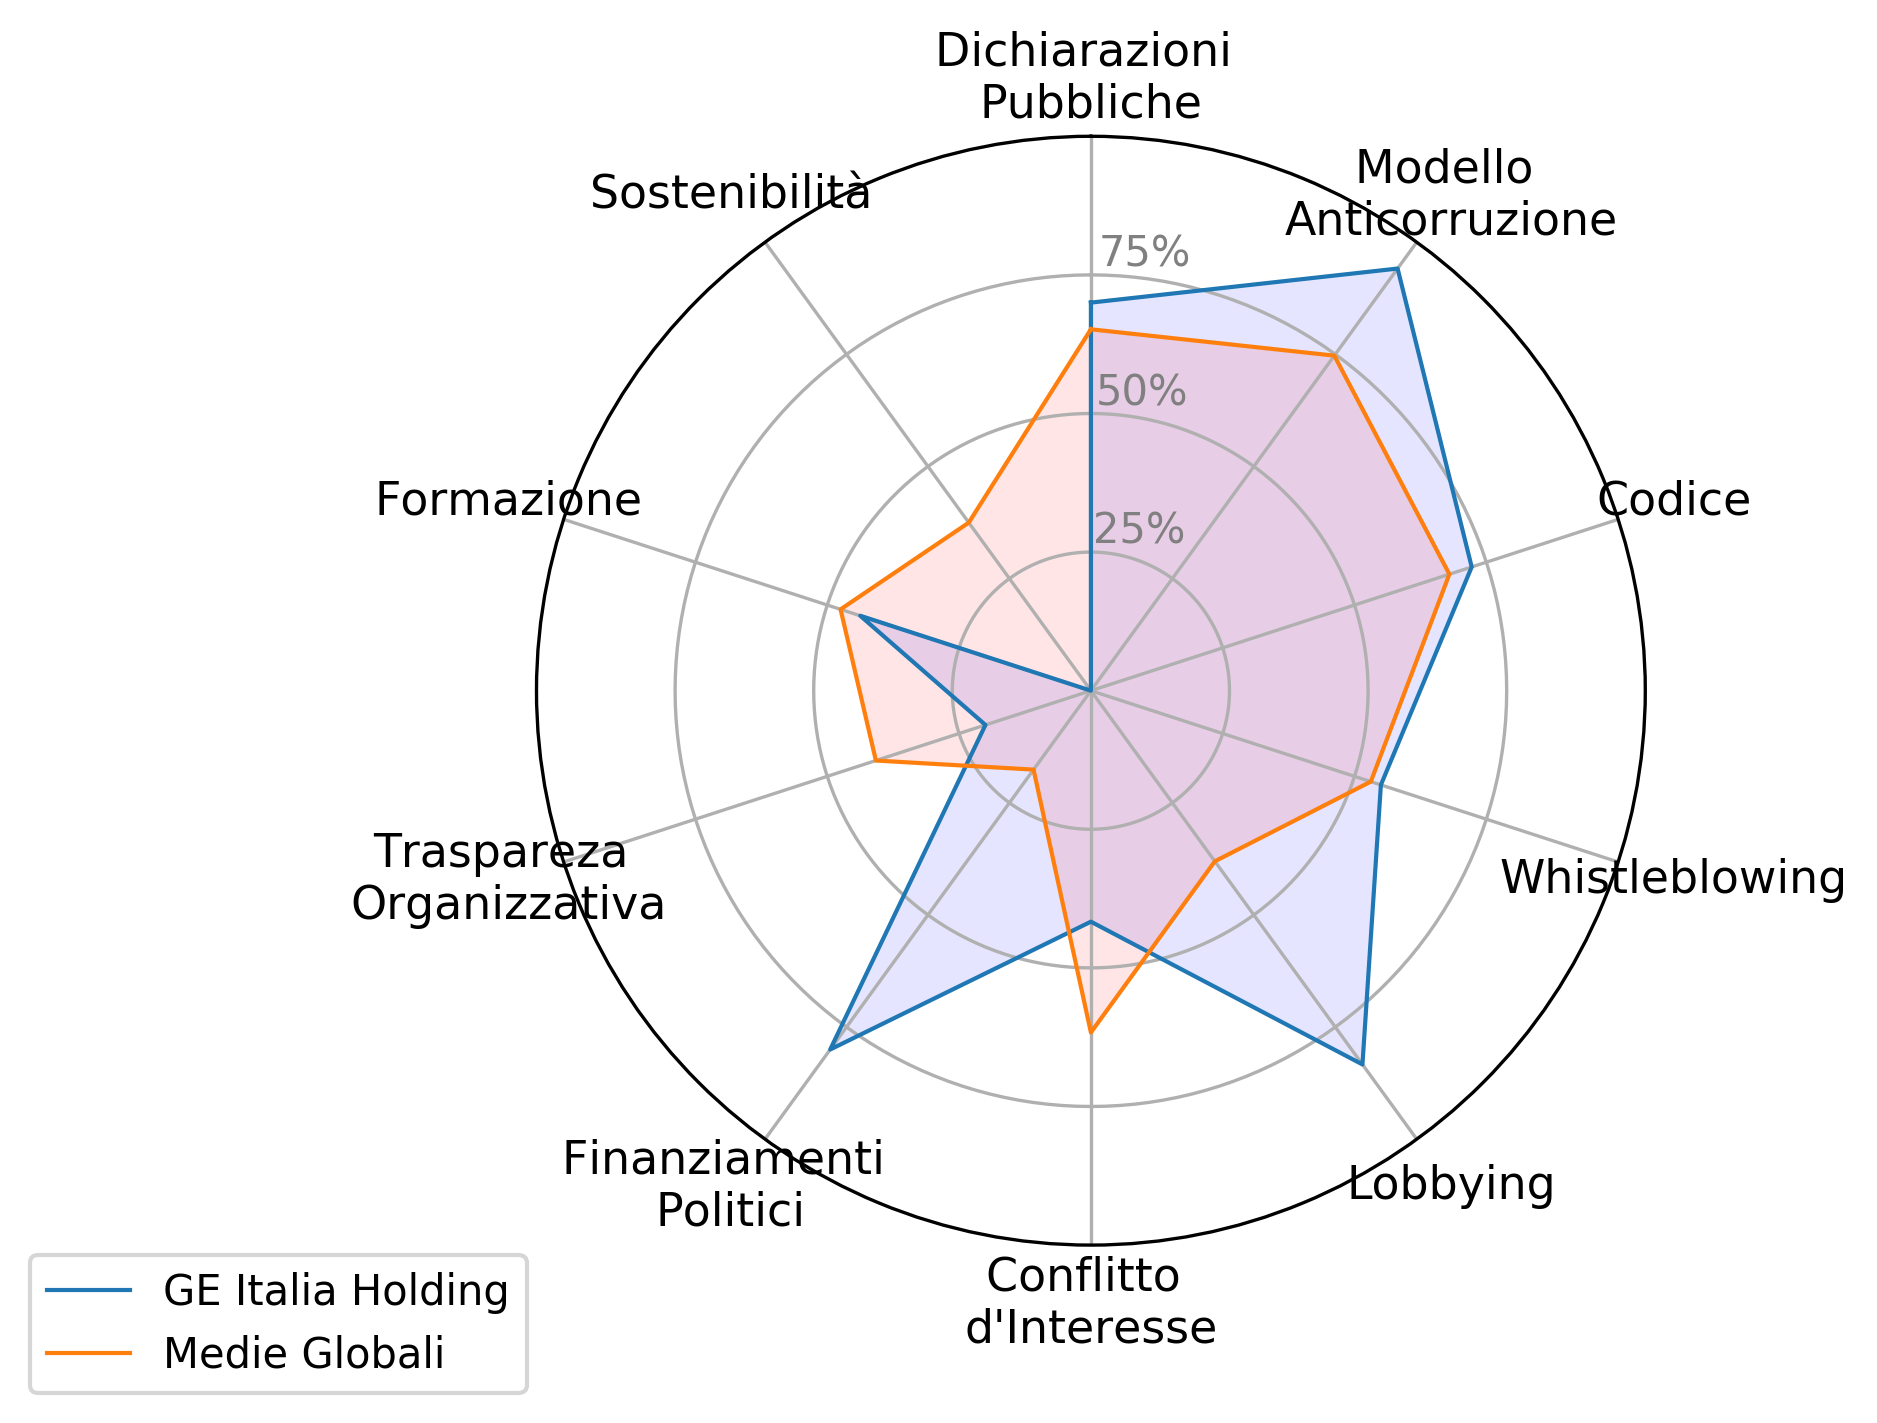 Dichiarazioni
Pubbliche
Modello
Anticorruzione
Sostenibilità
75%
50%
Formazione
Codice
25%
Traspareza
Organizzativa
Whistleblowing
Finanziamenti
Politici
Lobbying
Conflitto
d'Interesse
GE Italia Holding
Medie Globali